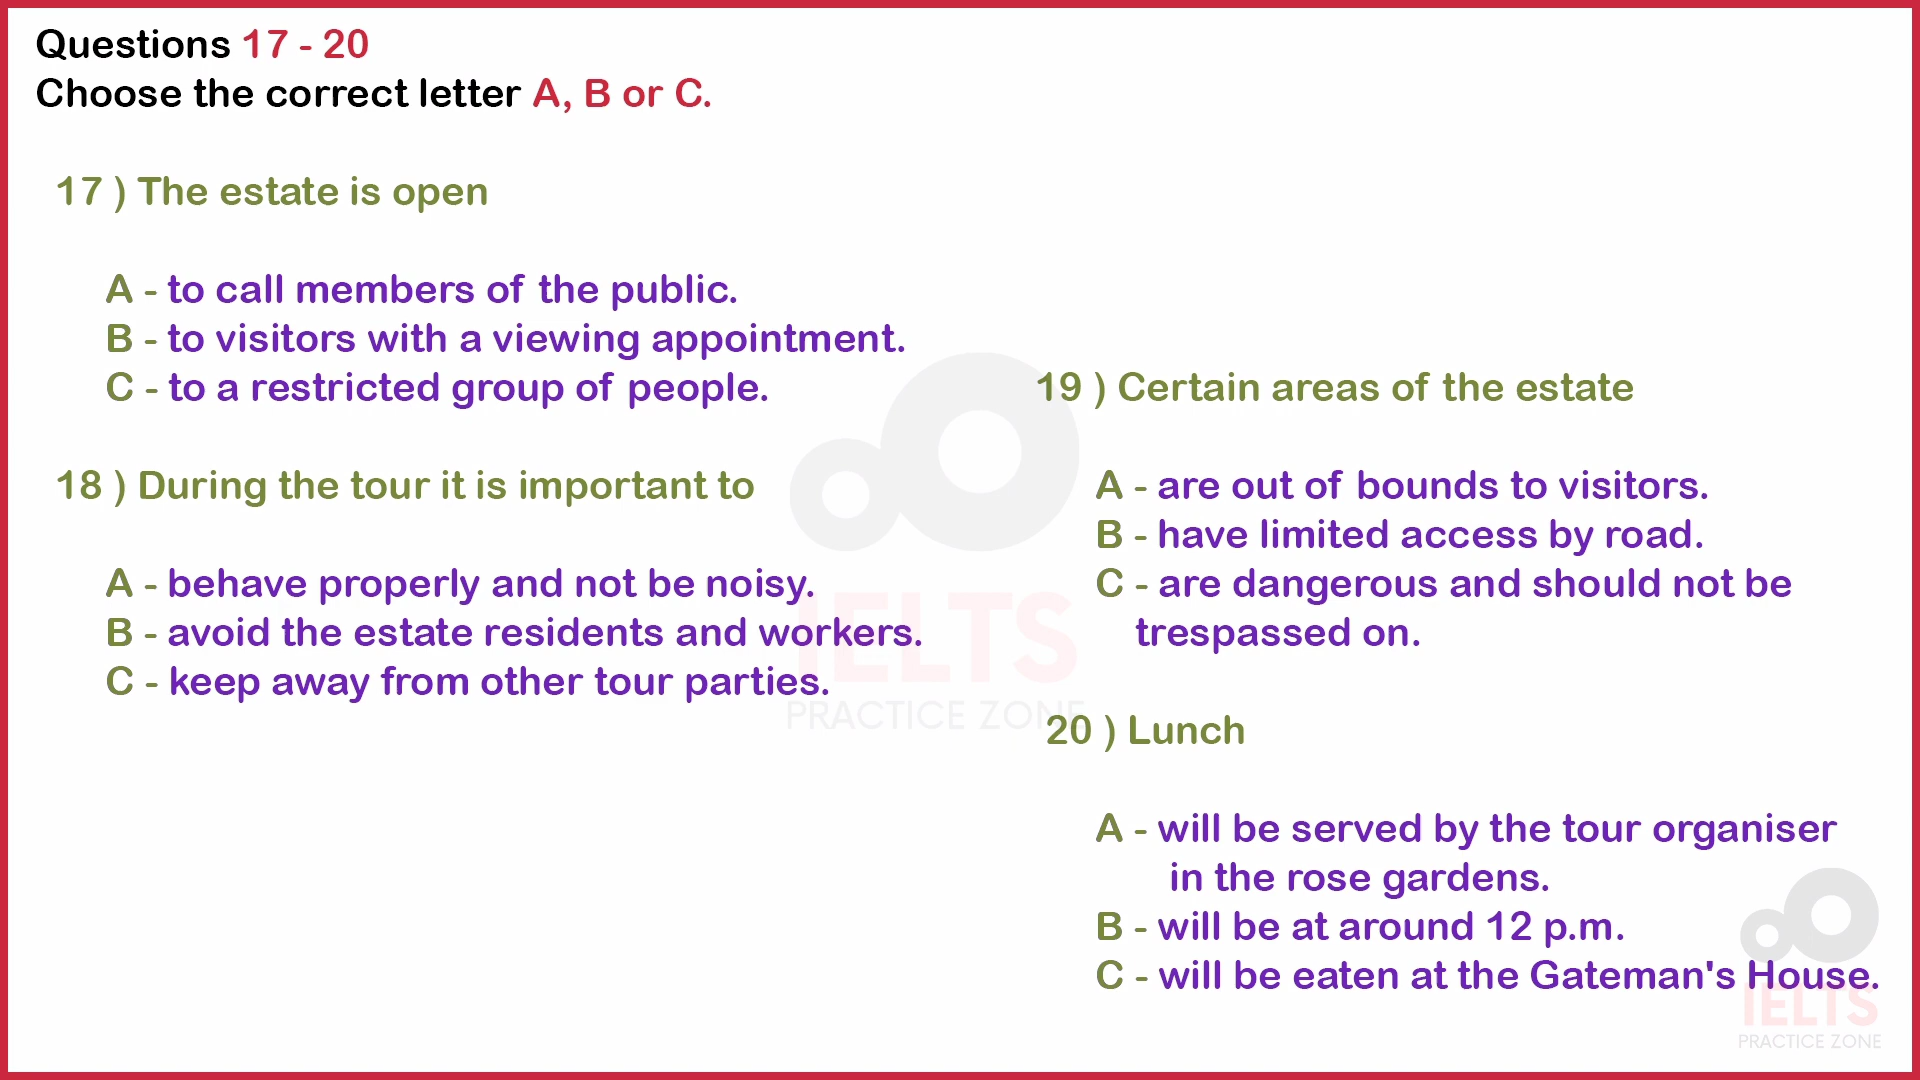 Questions 17 - 20
Choose the correct letter A, B or C.
17 ) The estate is open
A - to call members of the public.
B - to visitors with a viewing appointment.
C - to a restricted group of people.
18 ) During the tour it is important to
A - behave properly and not be noisy.
B - avoid the estate residents and workers.
C - keep away from other tour parties.
19 ) Certain areas of the estate
A - are out of bounds to visitors.
B - have limited access by road.
C - are dangerous and should not be
trespassed on.
20 ) Lunch
A - will be served by the tour organiser
in the rose gardens.
B - will be at around 12 p.m.
C - will be eaten at the Gateman's House.
IELTS
PRACTICE ZONE
IELTS
PRACTICE ZONE